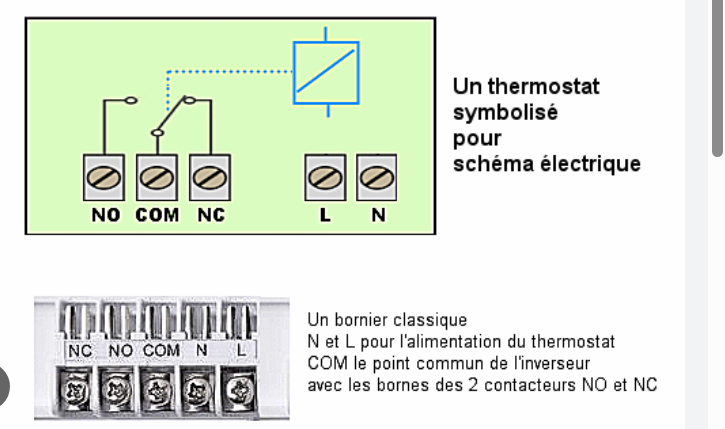 Un thermostat
symbolisé
pour
schéma électrique
NO COM NC L N
Un bornier classique
N et L pour l'alimentation du thermostat
COM le point commun de l'inverseur
avec les bornes des 2 contacteurs NO et NC
NC NO COM N L